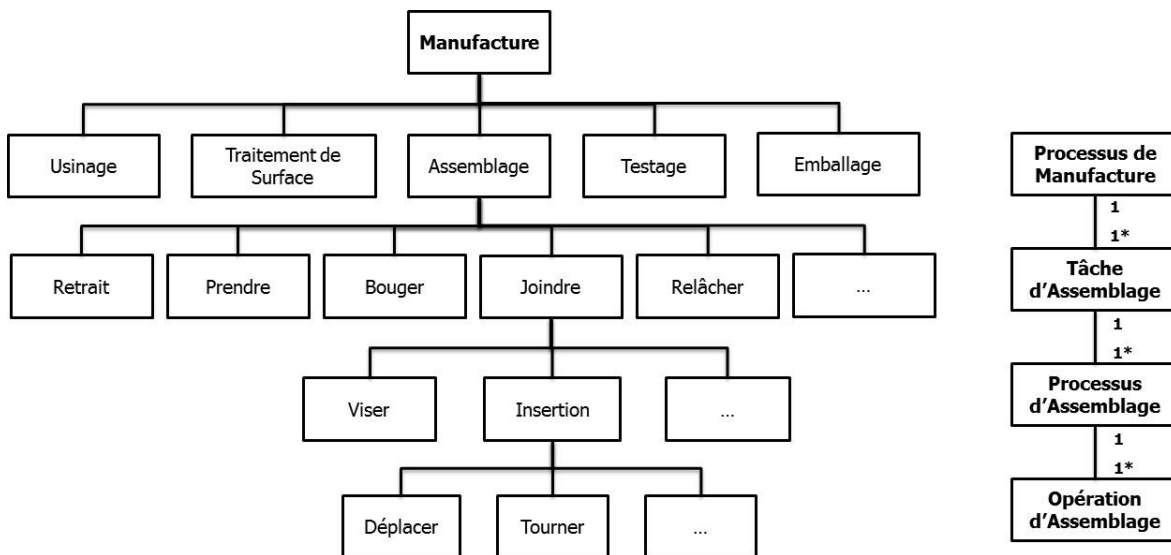 Manufacture
Usinage
Traitement de
Surface
Assemblage
Testage
Emballage
Processus de
Manufacture
1
1*
Retrait
Prendre
Bouger
Joindre
Relâcher
...
Tâche
d'Assemblage
1
1*
Viser
Insertion
...
Processus
d'Assemblage
1
1*
Déplacer
Tourner
...
Opération
d'Assemblage